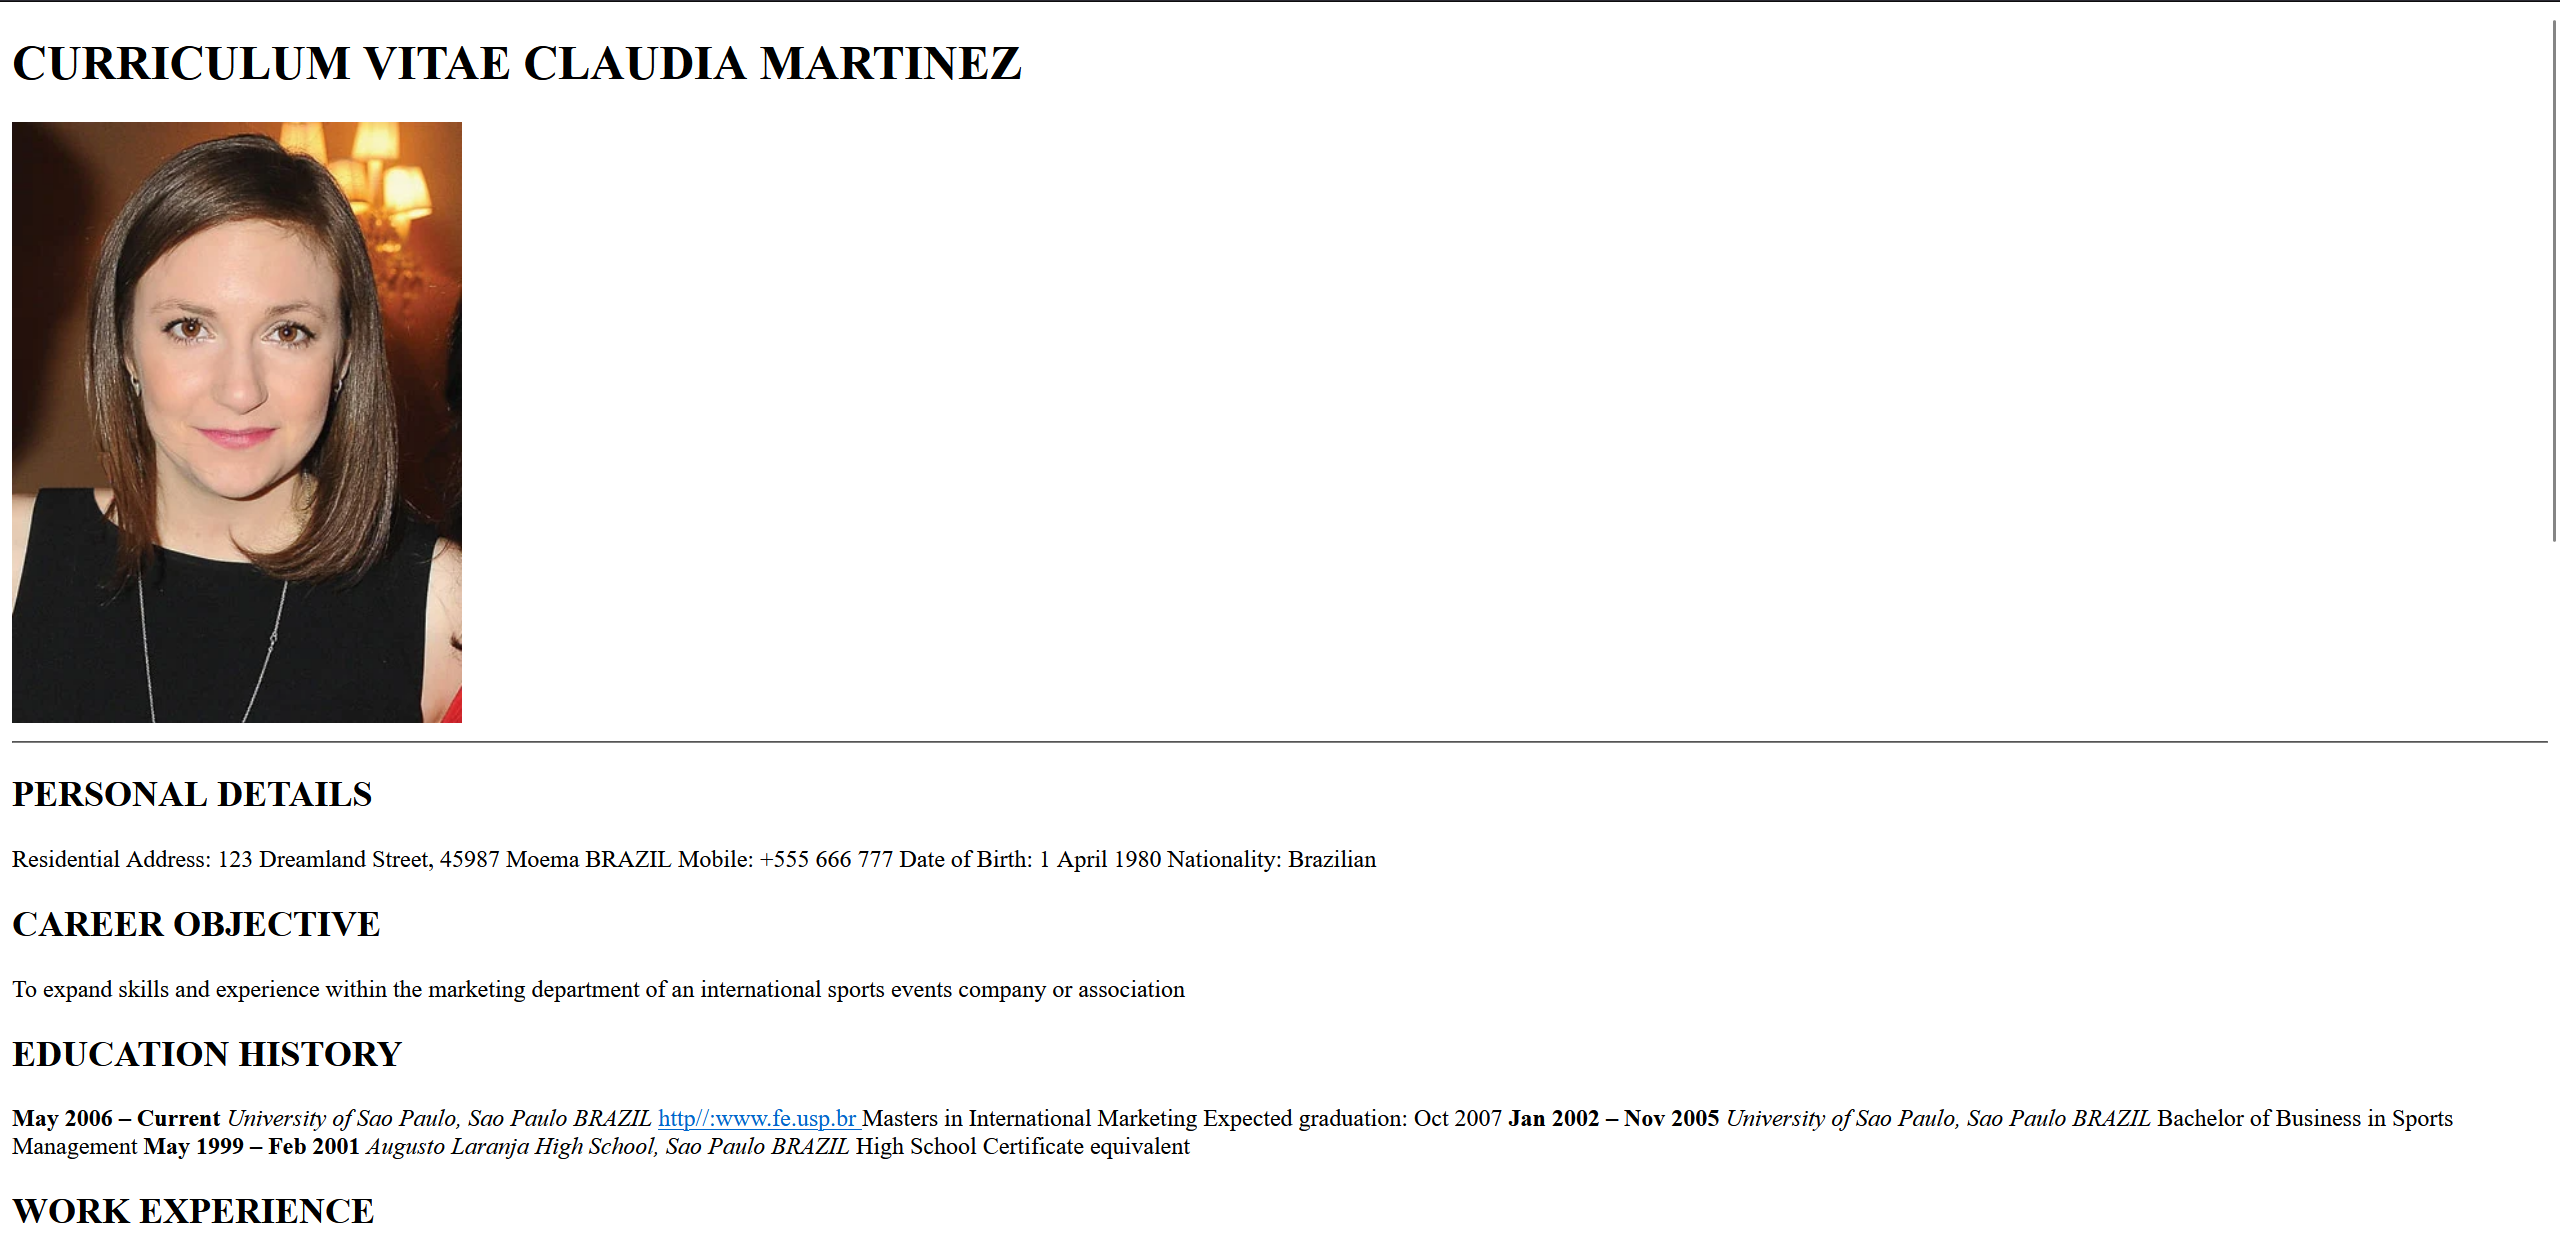 CURRICULUM VITAE CLAUDIA MARTINEZ
PERSONAL DETAILS
Residential Address: 123 Dreamland Street, 45987 Moema BRAZIL Mobile: +555 666 777 Date of Birth: 1 April 1980 Nationality: Brazilian
CAREER OBJECTIVE
To expand skills and experience within the marketing department of an international sports events company or association
EDUCATION HISTORY
May 2006 – Current University of Sao Paulo, Sao Paulo BRAZIL http//:www.fe.usp.br Masters in International Marketing Expected graduation: Oct 2007 Jan 2002 – Nov 2005 University of Sao Paulo, Sao Paulo BRAZIL Bachelor of Business in Sports
Management May 1999 – Feb 2001 Augusto Laranja High School, Sao Paulo BRAZIL High School Certificate equivalent
WORK EXPERIENCE